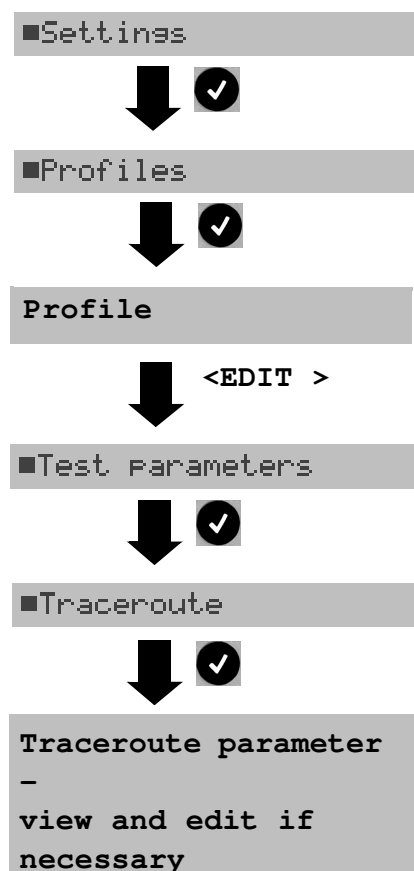 ■Settings
■Profiles
Profile
<EDIT >
■Test parameters
■Traceroute
Traceroute parameter
–
view and edit if
necessary